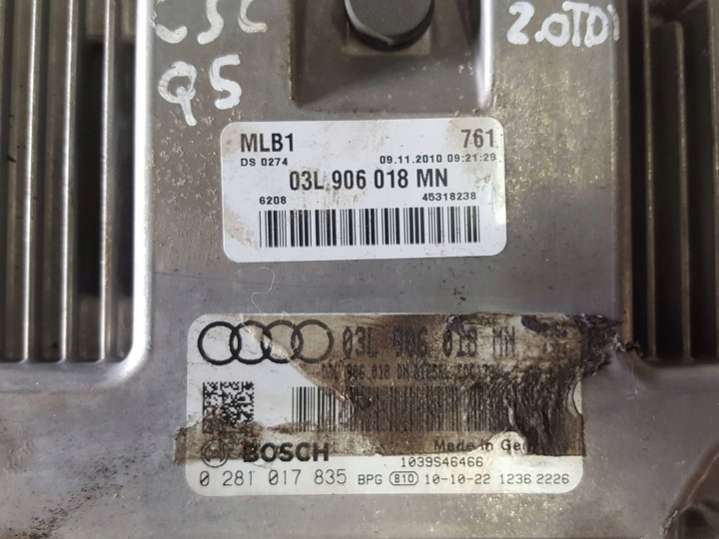 Q5
2.0TDI
MLB1 761
DS 0274 09.11.2010 09:21:29
03L 906 018 MN
6208 45318238
03L 906 018 MN
906 018
BOSCH Made in Ge
1039S46466
0 281 017 835 BPG 810 10-10-22 1236 2226